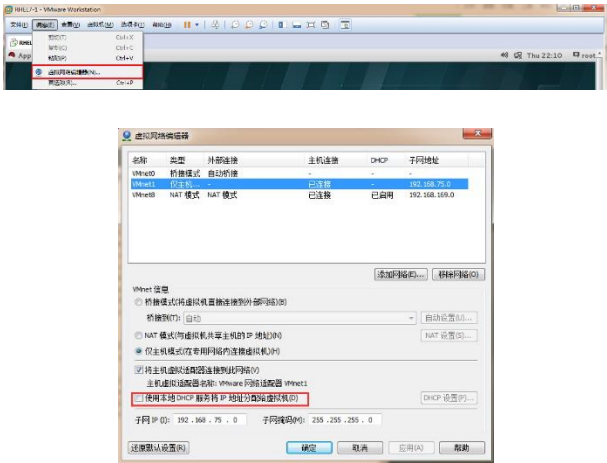 RHEL7-1 - VMware Workstation
文件(F) 编辑(E) 查看(V) 虚拟机(M) 选项卡(T) 帮助(H)
剪切(T) Ctrl+X
RHEL
复制(C) Ctrl+C
App 粘贴(P) Ctrl+V Thu 22:10 root
虚拟网络编辑器(N)...
首选项(R)... Ctrl+P
虚拟网络编辑器
名称 类型 外部连接 主机连接 DHCP 子网地址
VMnet0 桥接模式 自动桥接 - - -
VMnet1 仅主机... - 已连接 - 192.168.75.0
VMnet8 NAT 模式 NAT 模式 已连接 已启用 192.168.169.0
添加网络(E)... 移除网络(O)
VMnet 信息
桥接模式(将虚拟机直接连接到外部网络)(B)
桥接到(T): 自动 自动设置(U)...
NAT 模式(与虚拟机共享主机的 IP 地址)(N) NAT 设置(S)...
仅主机模式(在专用网络内连接虚拟机)(H)
将主机虚拟适配器连接到此网络(V)
主机虚拟适配器名称: VMware 网络适配器 VMnet1
使用本地 DHCP 服务将 IP 地址分配给虚拟机(D) DHCP 设置(P)...
子网 IP (I): 192 . 168 . 75 . 0 子网掩码(M): 255 . 255 . 255 . 0
还原默认设置(R) 确定 取消 应用(A) 帮助